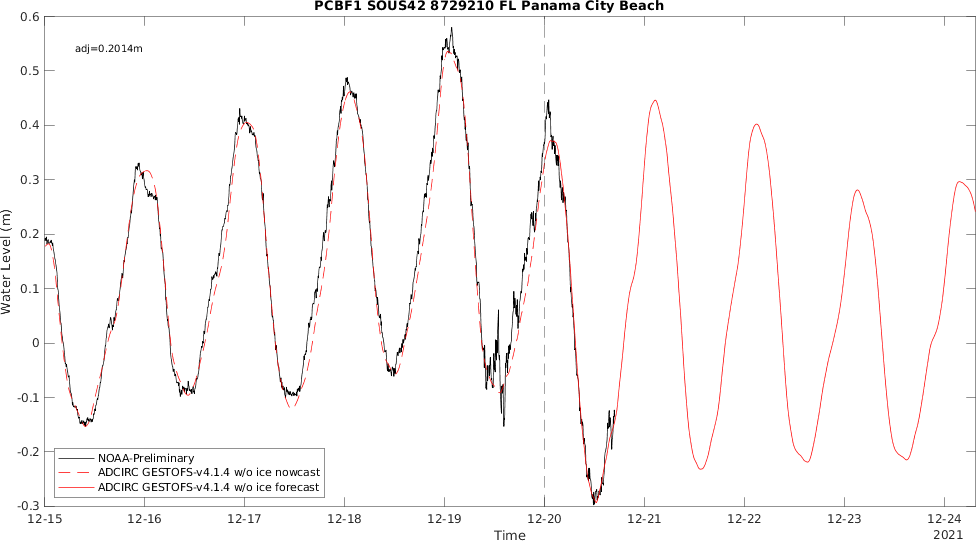 PCBF1 SOUS42 8729210 FL Panama City Beach
adj=0.2014m
Water Level (m)
0.6
0.5
0.4
0.3
0.2
0.1
0
-0.1
-0.2
-0.3
NOAA-Preliminary
ADCIRC GESTOFS-v4.1.4 w/o ice nowcast
ADCIRC GESTOFS-v4.1.4 w/o ice forecast
12-15 12-16 12-17 12-18 12-19 12-20 12-21 12-22 12-23 12-24
Time
2021